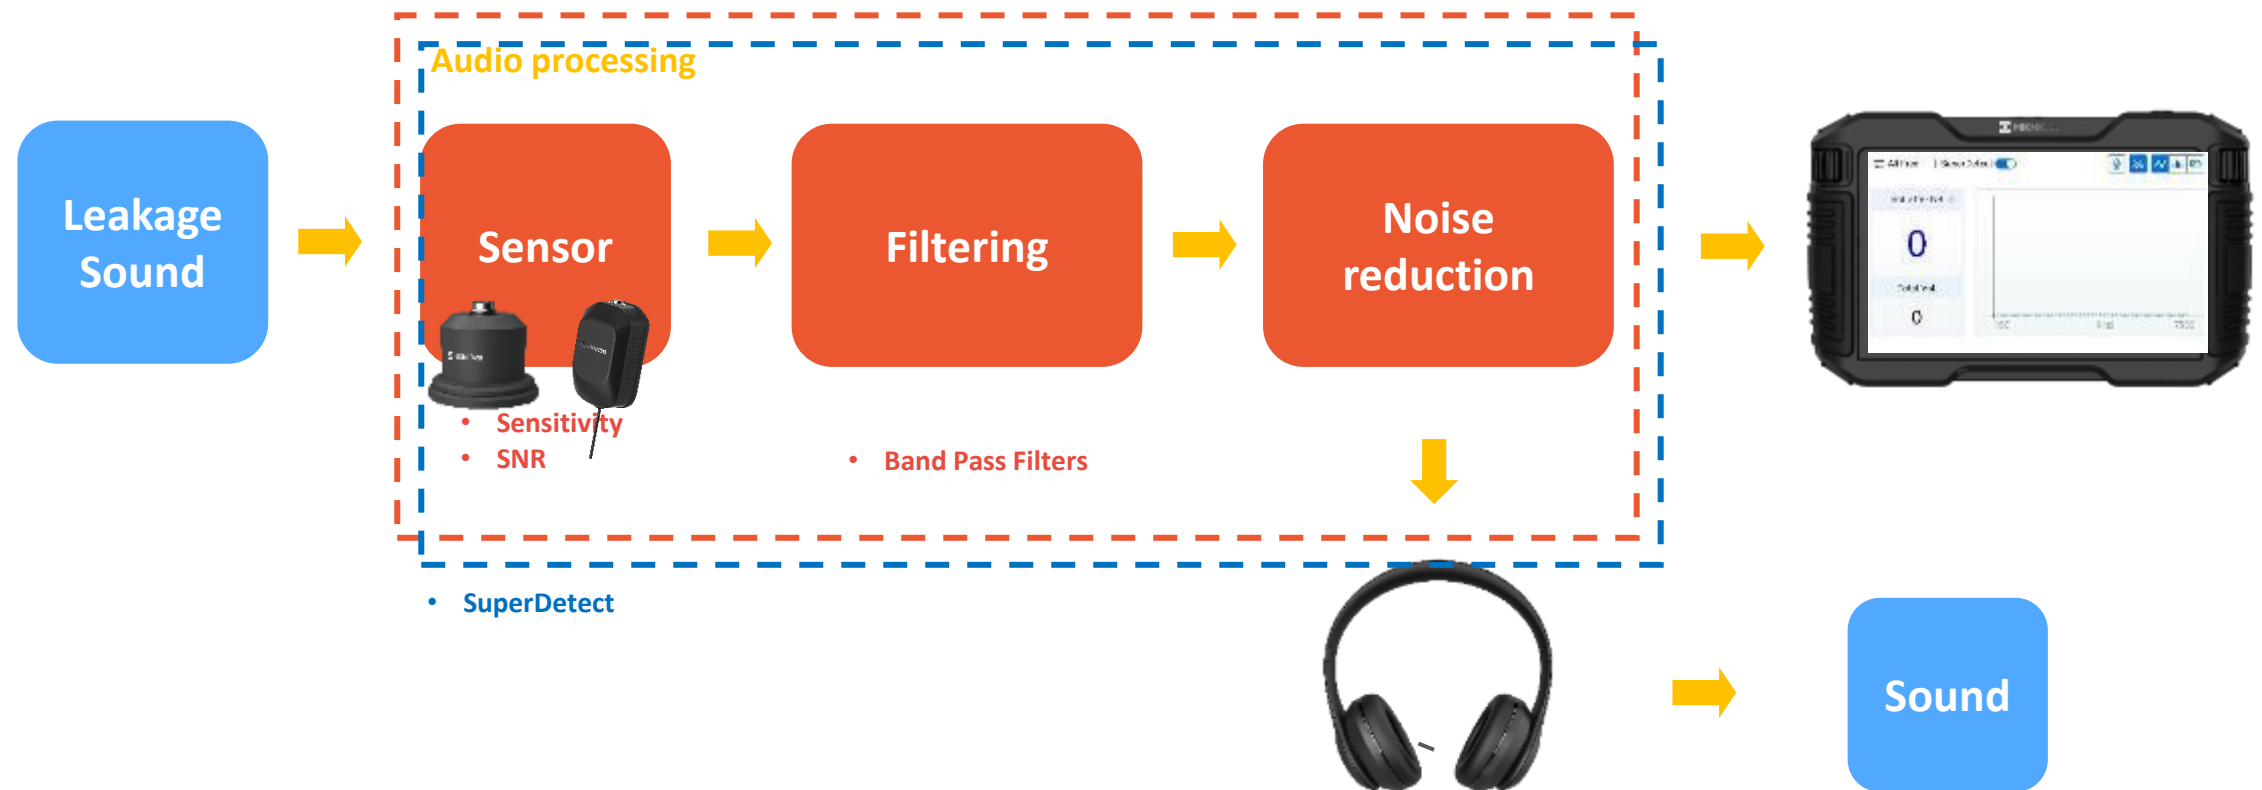 Audio processing
Leakage
Sound
Sensor
Filtering
Noise
reduction
0
0
• Sensitivity
• SNR
• Band Pass Filters
• SuperDetect
Sound